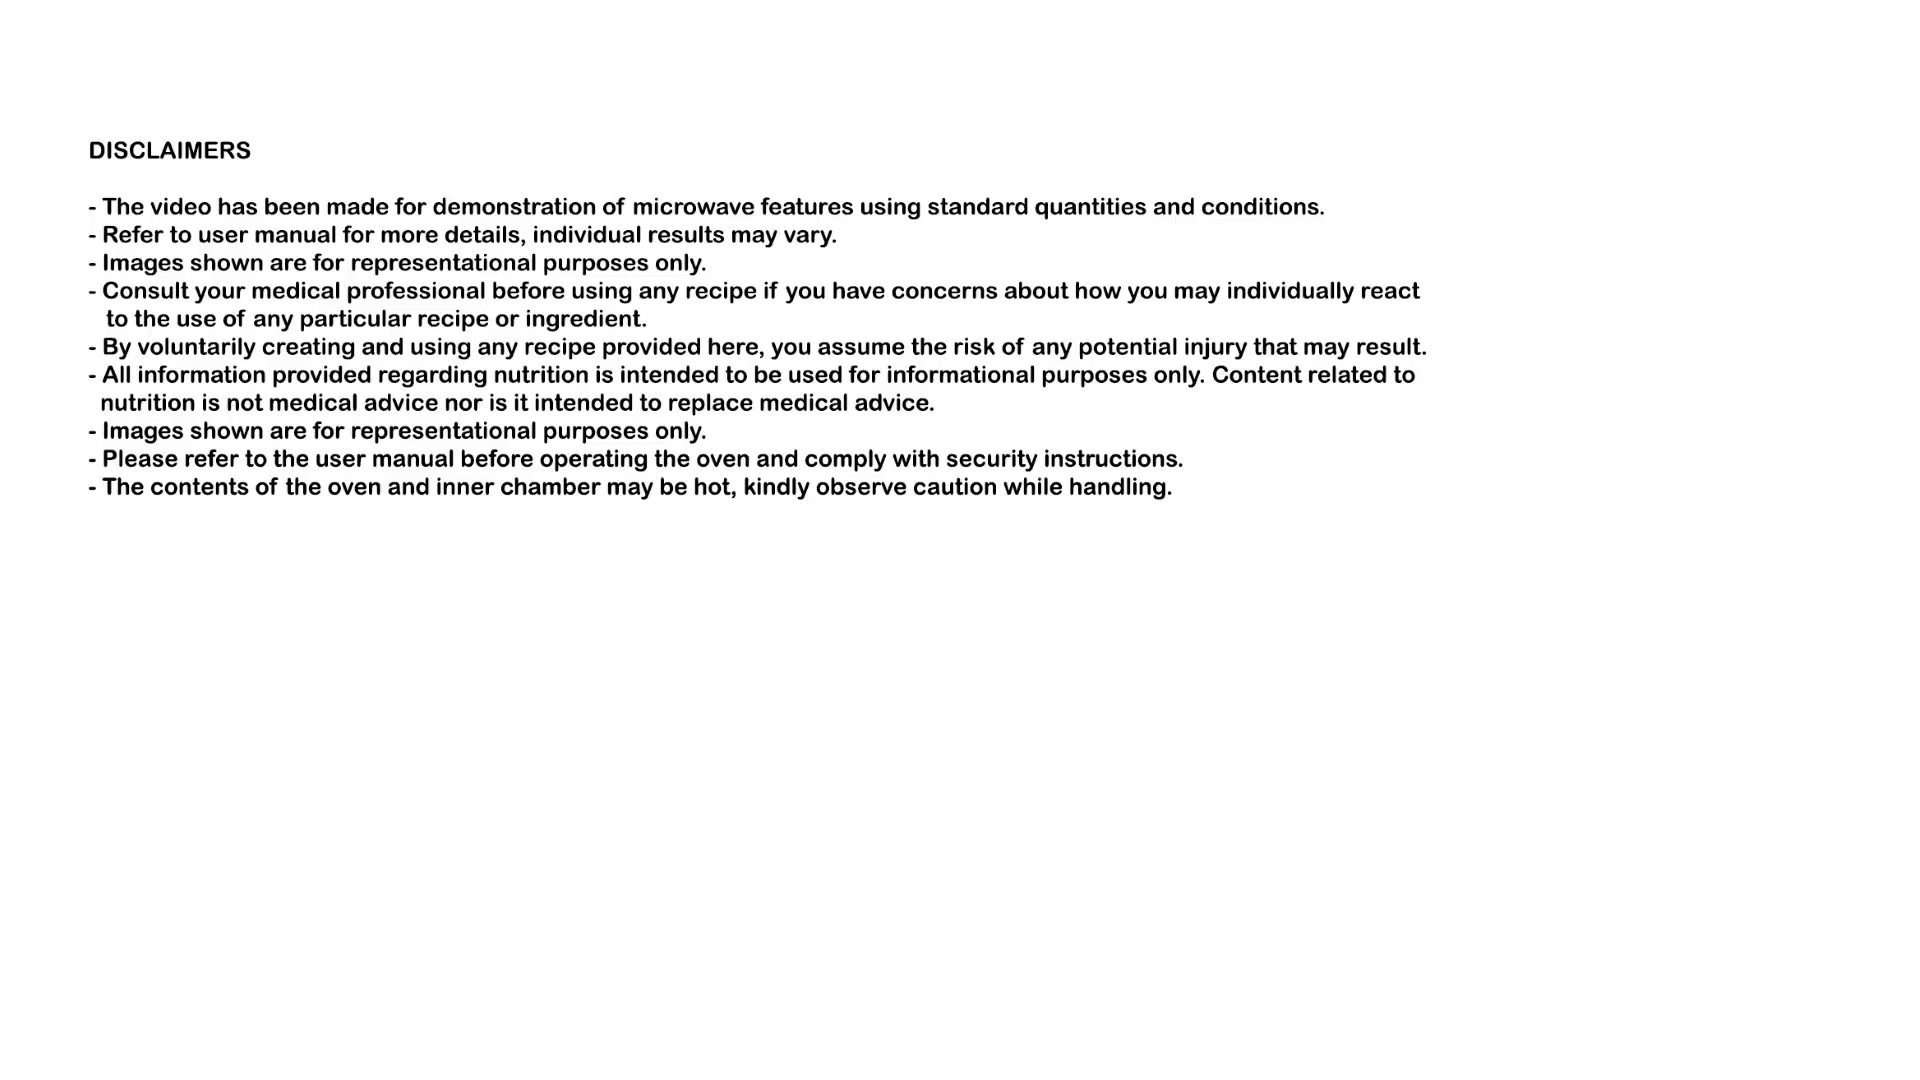 DISCLAIMERS
- The video has been made for demonstration of microwave features using standard quantities and conditions.
- Refer to user manual for more details, individual results may vary.
- Images shown are for representational purposes only.
- Consult your medical professional before using any recipe if you have concerns about how you may individually react
to the use of any particular recipe or ingredient.
- By voluntarily creating and using any recipe provided here, you assume the risk of any potential injury that may result.
- All information provided regarding nutrition is intended to be used for informational purposes only. Content related to
nutrition is not medical advice nor is it intended to replace medical advice.
- Images shown are for representational purposes only.
- Please refer to the user manual before operating the oven and comply with security instructions.
- The contents of the oven and inner chamber may be hot, kindly observe caution while handling.